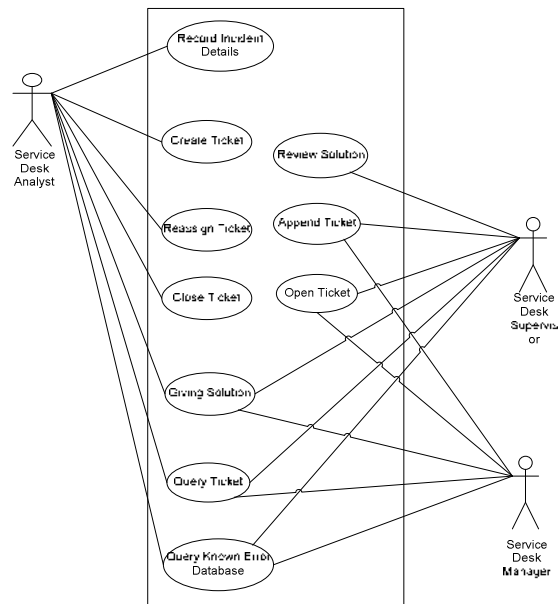 Record Incident
Details
Create Ticket
Service
Desk
Analyst
Review Solution
Reassign Ticket
Append Ticket
Close Ticket
Open Ticket
Service
Desk
Supervis
or
Giving Solution
Query Ticket
Query Known Error
Database
Service
Desk
Manager